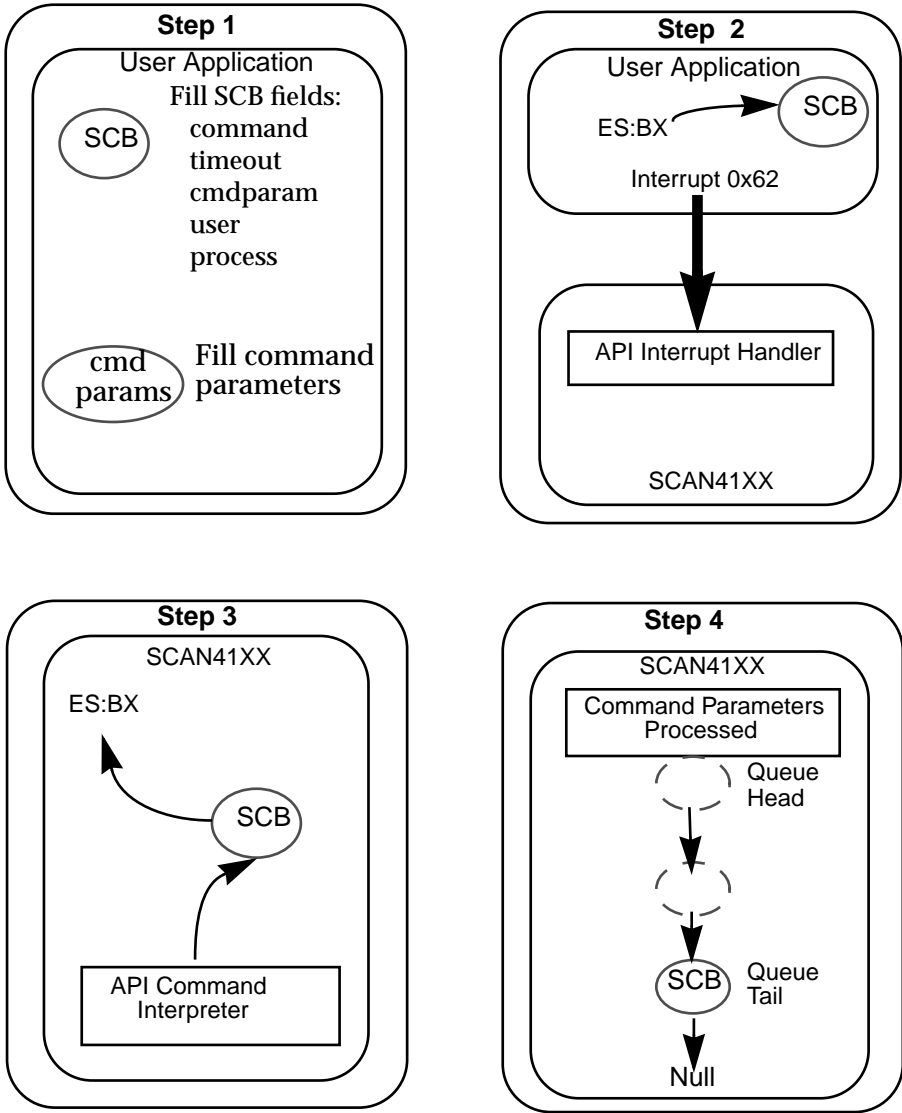 Step 1
User Application
SCB
Fill SCB fields:
command
timeout
cmdparam
user
process
cmd
params
Fill command
parameters
Step 2
User Application
ES:BX
SCB
Interrupt 0x62
API Interrupt Handler
SCAN41XX
Step 3
SCAN41XX
ES:BX
SCB
API Command
Interpreter
Step 4
SCAN41XX
Command Parameters
Processed
Queue
Head
SCB
Queue
Tail
Null